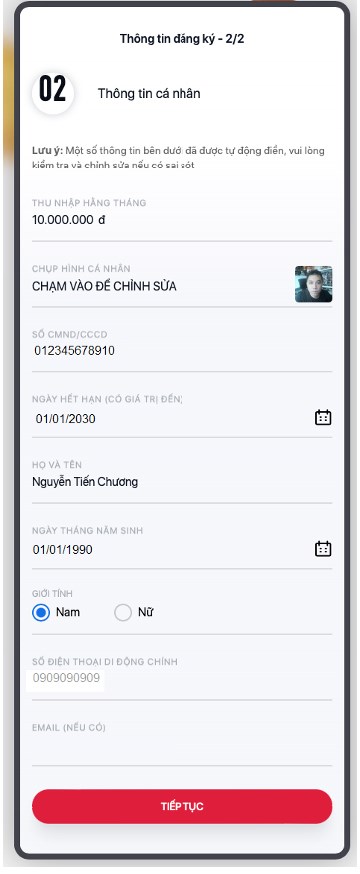 Thông tin đăng ký - 2/2
02
Thông tin cá nhân
Lưu ý: Một số thông tin bên dưới đã được tự động điền, vui lòng
kiểm tra và chỉnh sửa nếu có sai sót
THU NHẬP HẰNG THÁNG
10.000.000 đ
CHỤP HÌNH CÁ NHÂN
CHẠM VÀO ĐỂ CHỈNH SỬA
SỐ CMND/CCCD
012345678910
NGÀY HẾT HẠN (CÓ GIÁ TRỊ ĐẾN)
01/01/2030
HỌ VÀ TÊN
Nguyễn Tiến Chương
NGÀY THÁNG NĂM SINH
01/01/1990
GIỚI TÍNH
Nam Nữ
SỐ ĐIỆN THOẠI DI ĐỘNG CHÍNH
0909090909
EMAIL (NẾU CÓ)
TIẾP TỤC